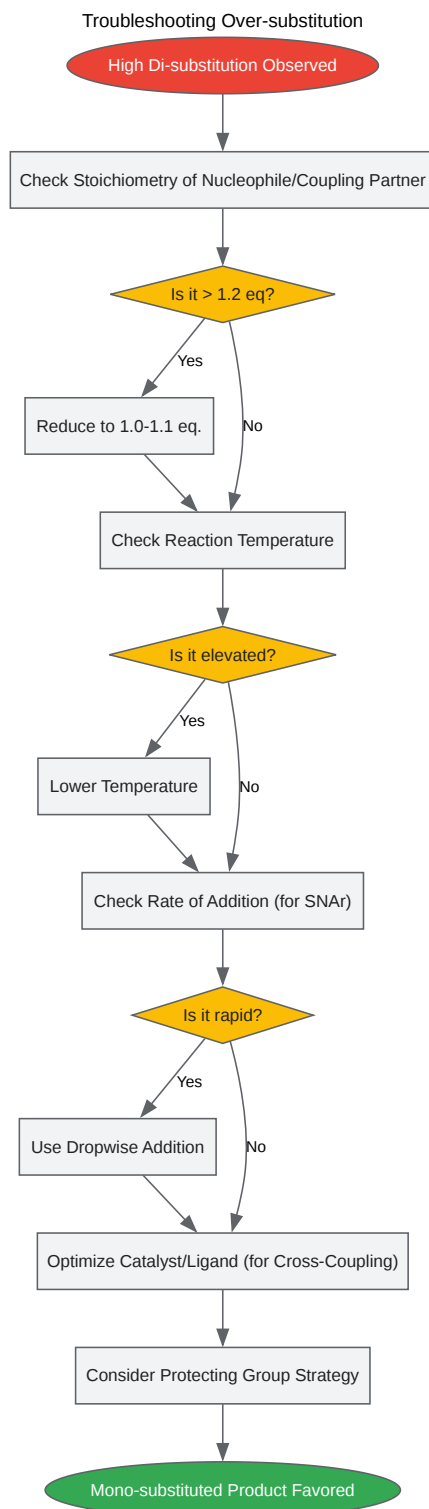 Troubleshooting Over-substitution
High Di-substitution Observed
Check Stoichiometry of Nucleophile/Coupling Partner
Is it > 1.2 eq?
Yes
Reduce to 1.0-1.1 eq.
No
Check Reaction Temperature
Is it elevated?
Yes
Lower Temperature
No
Check Rate of Addition (for SNAr)
Is it rapid?
Yes
Use Dropwise Addition
No
Optimize Catalyst/Ligand (for Cross-Coupling)
Consider Protecting Group Strategy
Mono-substituted Product Favored